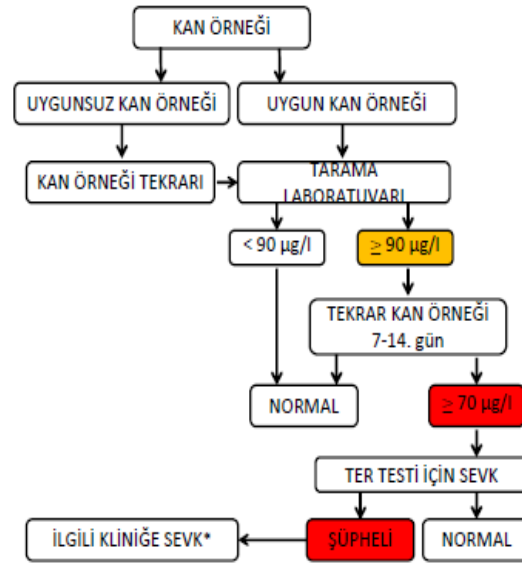 KAN ÖRNEĞİ
UYGUNSUZ KAN ÖRNEĞİ
UYGUN KAN ÖRNEĞİ
KAN ÖRNEĞİ TEKRARI
TARAMA
LABORATUVARI
< 90 µg/l
≥ 90 µg/l
TEKRAR KAN ÖRNEĞİ
7-14. gün
NORMAL
≥ 70 µg/l
TER TESTİ İÇİN SEVK
İLGİLİ KLİNİĞE SEVK*
ŞÜPHELİ
NORMAL